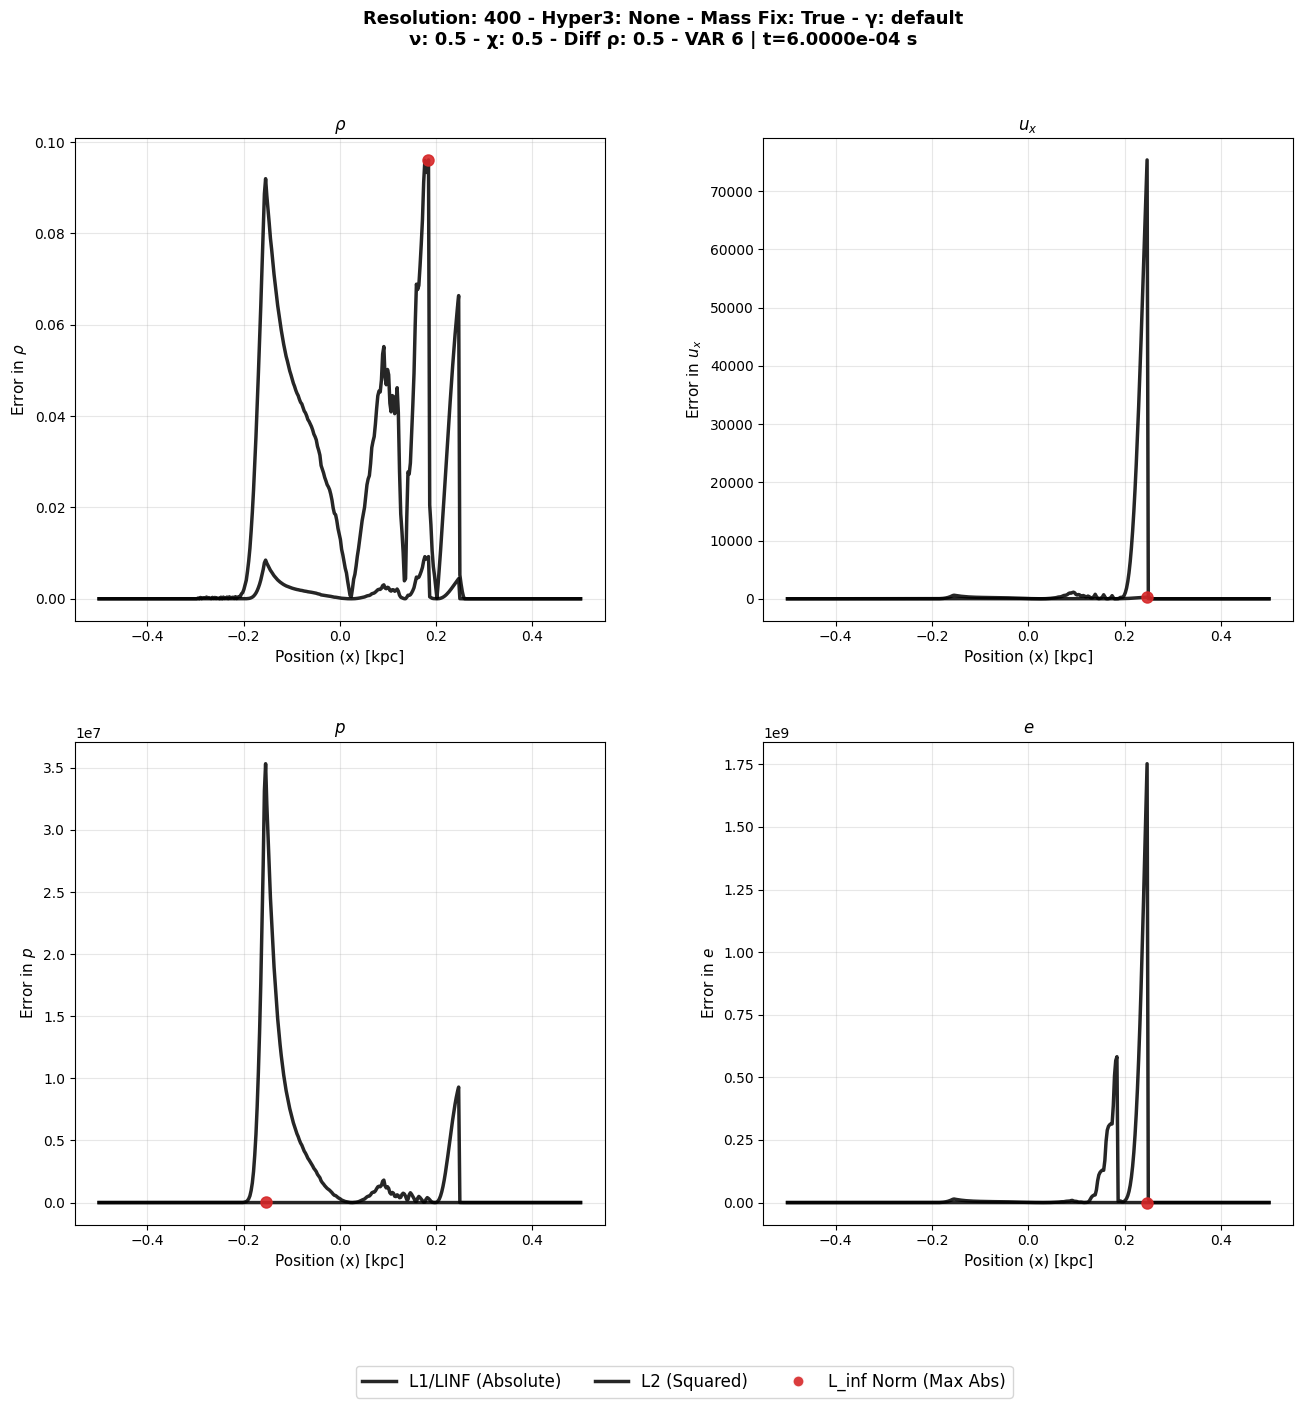 Resolution: 400 - Hyper3: None - Mass Fix: True - γ: default
ν: 0.5 - χ: 0.5 - Diff ρ: 0.5 - VAR 6 | t=6.0000e-04 s
ρ
0.10
0.08
0.06
0.04
0.02
0.00
Error in ρ
−0.4 −0.2 0.0 0.2 0.4
Position (x) [kpc]
u_x
70000
60000
50000
40000
30000
20000
10000
0
Error in u_x
−0.4 −0.2 0.0 0.2 0.4
Position (x) [kpc]
p
1e7
3.5
3.0
2.5
2.0
1.5
1.0
0.5
0.0
Error in p
−0.4 −0.2 0.0 0.2 0.4
Position (x) [kpc]
e
1e9
1.75
1.50
1.25
1.00
0.75
0.50
0.25
0.00
Error in e
−0.4 −0.2 0.0 0.2 0.4
Position (x) [kpc]
L1/LINF (Absolute) L2 (Squared) L_inf Norm (Max Abs)